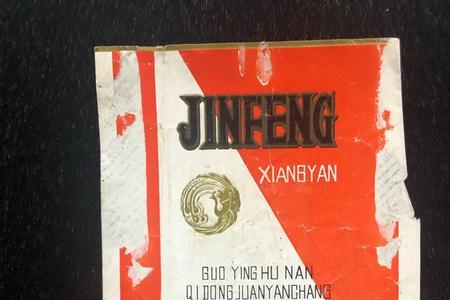 JINFENG
XIANGYAN
GUO YING HU NAN
QI DONG JUANYANCHANG